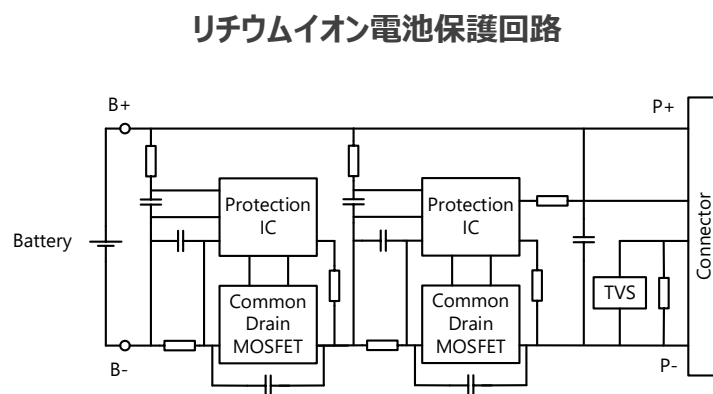 リチウムイオン電池保護回路
B+
P+
Protection
IC
Protection
IC
Battery
Connector
Common
Drain
MOSFET
Common
Drain
MOSFET
TVS
B-
P-